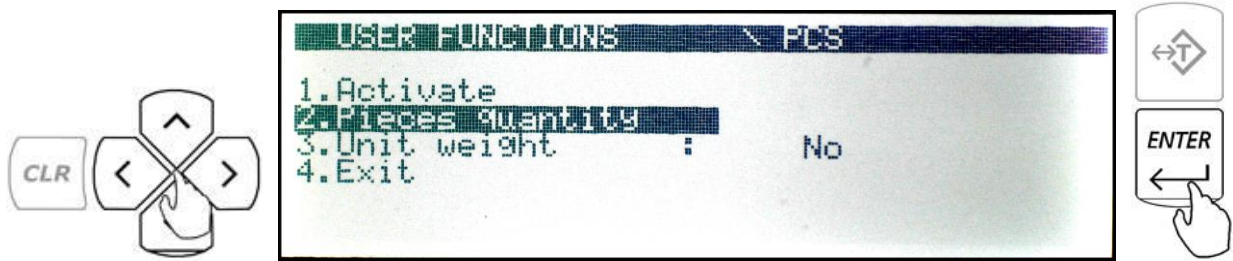 USER FUNCTIONS \ PCS
1.Activate
2.Pieces quantity
3.Unit weight : No
4.Exit
CLR
T
ENTER